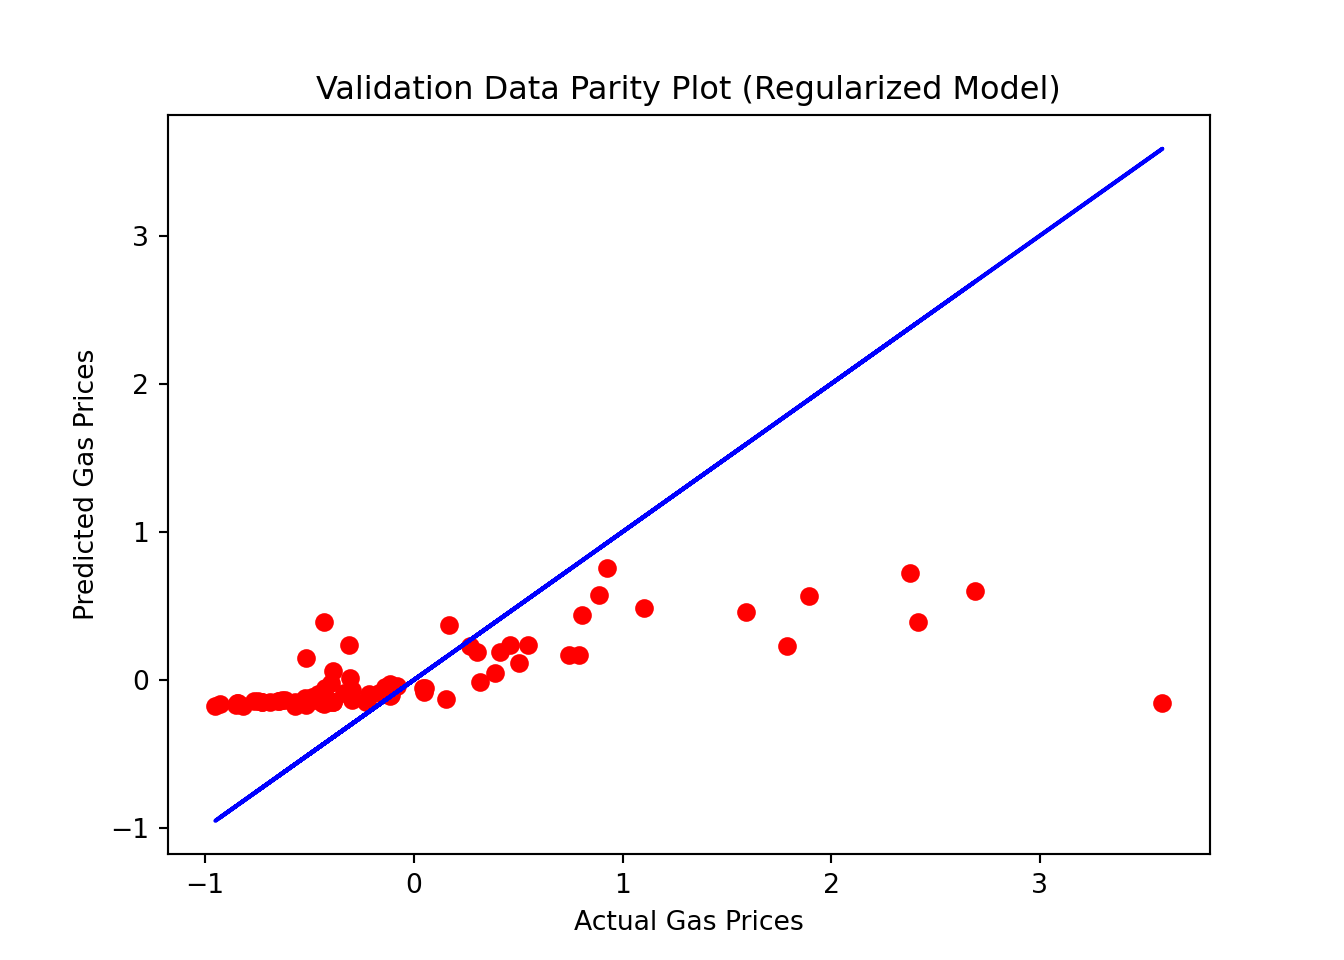 Validation Data Parity Plot (Regularized Model)
Predicted Gas Prices
3
2
1
0
−1
−1 0 1 2 3
Actual Gas Prices